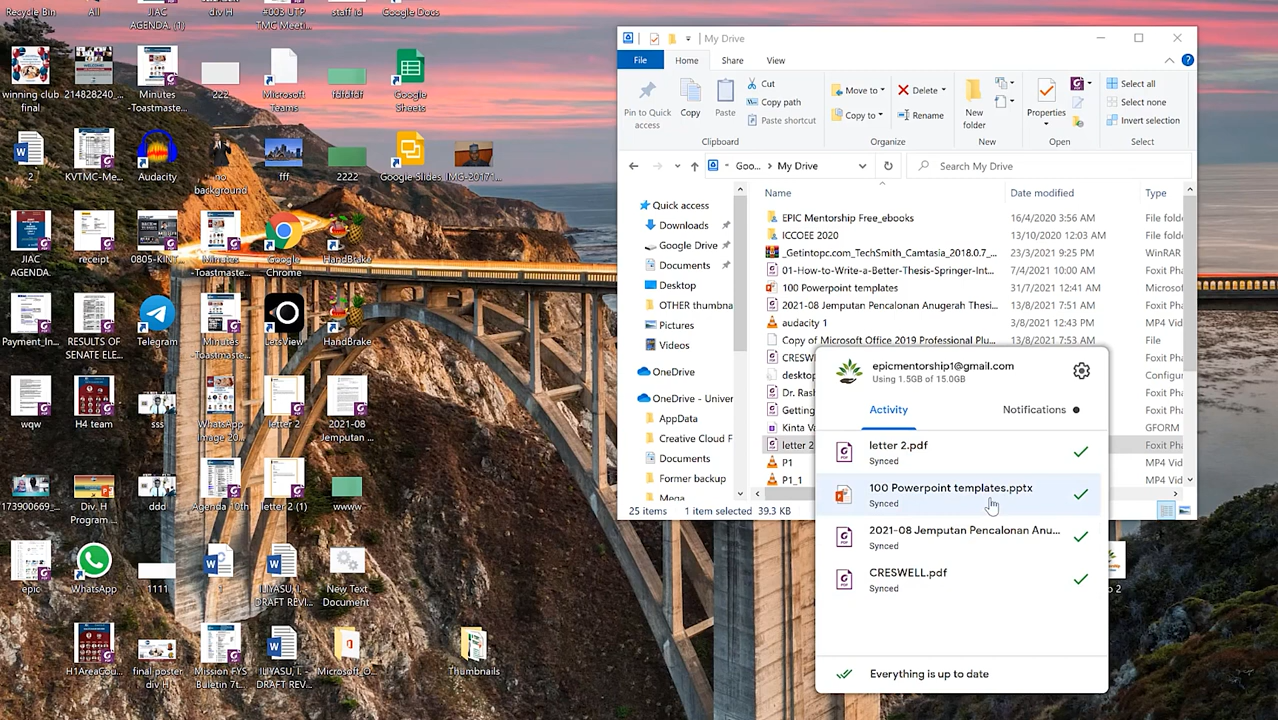 Recycle Bin
All
JIAC
AGENDA. (1)
div H
#003 UTP
TMC Meeti...
staff id
Google Docs
winning club
final
214828240_...
Minutes
-Toastmaste...
222
Microsoft
Teams
fdfdfdf
Google
Sheets
2
KVTMC-Me...
Audacity
no
background
fff
2222
Google Slides
IMG-20171...
JIAC
AGENDA.
receipt
0805-KINT...
Minutes
-Toastmaste...
Google
Chrome
HandBrake
Payment_In...
RESULTS OF
SENATE ELE...
Telegram
Minutes
-Toastmaste...
LetsView
HandBrake
wqw
H4 team
sss
WhatsApp
Image 20...
letter 2
2021-08
Jemputan ...
173900669_...
Div. H
Program ...
ddd
Agenda 10th
letter 2 (1)
wwww
epic
WhatsApp
1111
ILIYASU, I.
DRAFT REVI...
New Text
Document
H1AreaCou...
final poster
div H
Mission FYS
Buletin 7t...
ILIYASU, I. -
DRAFT REV...
Microsoft_O...
Thumbnails
My Drive
File
Home
Share
View
Pin to Quick
access
Copy
Paste
Cut
Copy path
Paste shortcut
Clipboard
Move to
Copy to
Delete
Rename
Organize
New
folder
New
Properties
Open
Select all
Select none
Invert selection
Select
Goo...
My Drive
Search My Drive
Name
Date modified
Type
Quick access
Downloads
Google Drive
Documents
Desktop
OTHER thumbn
Pictures
Videos
OneDrive
OneDrive - Univer
AppData
Creative Cloud F
Documents
Former backup
Mega
EPIC Mentorship Free_ebooks 16/4/2020 3:56 AM File folde
ICCOEE 2020 13/10/2020 12:03 AM File folde
_Getintopc.com_TechSmith_Camtasia_2018.0.7_... 23/3/2021 9:25 PM WinRAR
01-How-to-Write-a-Better-Thesis-Springer-Int... 7/4/2021 10:00 AM Foxit Pha
100 Powerpoint templates 31/7/2021 12:41 AM Microsof
2021-08 Jemputan Pencalonan Anugerah Thesi... 13/8/2021 7:51 AM Foxit Pha
audacity 1 3/8/2021 12:43 PM MP4 Vid
Copy of Microsoft Office 2019 Professional Plu... 13/8/2021 7:53 AM File
CRESW
Foxit Pha
desktop
Configur
Dr. Rash
Foxit Pha
Getting
Foxit Pha
Kinta Va
GFORM
letter 2
Foxit Pha
P1
MP4 Vid
P1_1
MP4 Vid
25 items 1 item selected 39.3 KB
epicmentorship1@gmail.com
Using 1.5GB of 15.0GB
Activity
Notifications
letter 2.pdf
Synced
100 Powerpoint templates.pptx
Synced
2021-08 Jemputan Pencalonan Anu...
Synced
CRESWELL.pdf
Synced
Everything is up to date